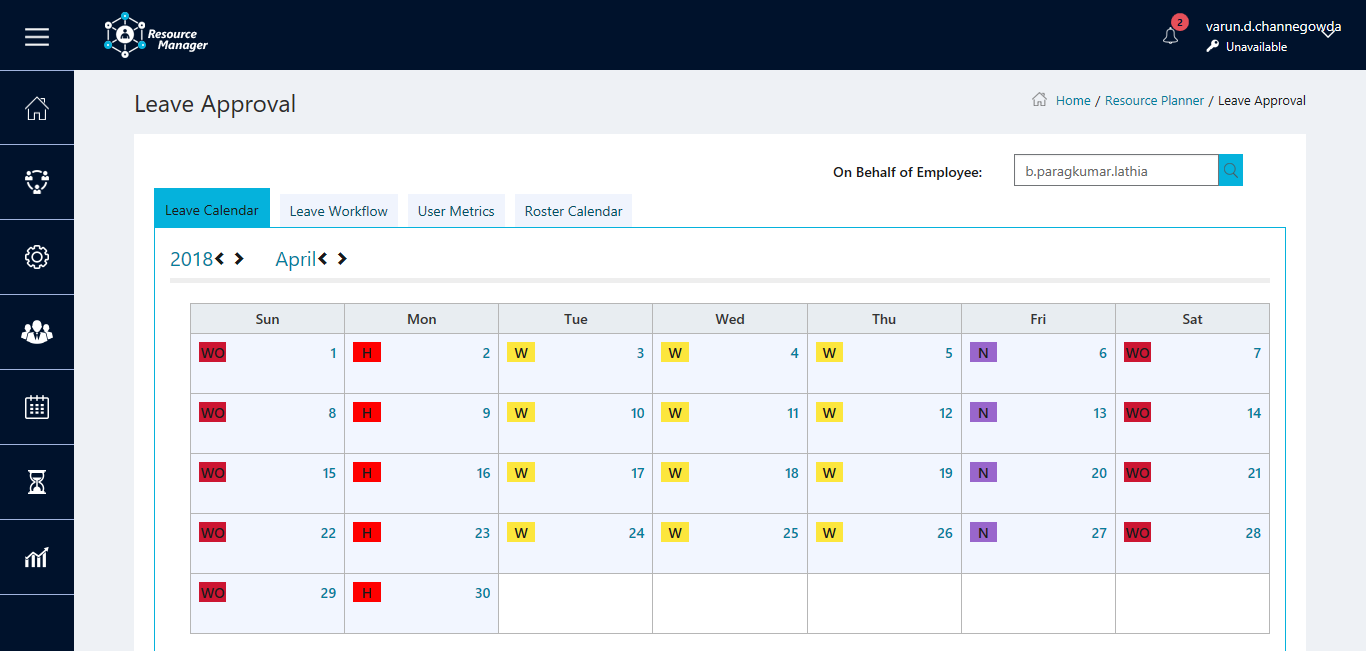 Resource
Manager
2
varun.d.channegowda
Unavailable
Leave Approval
Home / Resource Planner / Leave Approval
On Behalf of Employee: b.paragkumar.lathia
Leave Calendar Leave Workflow User Metrics Roster Calendar
2018 April
Sun Mon Tue Wed Thu Fri Sat
WO 1 H 2 W 3 W 4 W 5 N 6 WO 7
WO 8 H 9 W 10 W 11 W 12 N 13 WO 14
WO 15 H 16 W 17 W 18 W 19 N 20 WO 21
WO 22 H 23 W 24 W 25 W 26 N 27 WO 28
WO 29 H 30